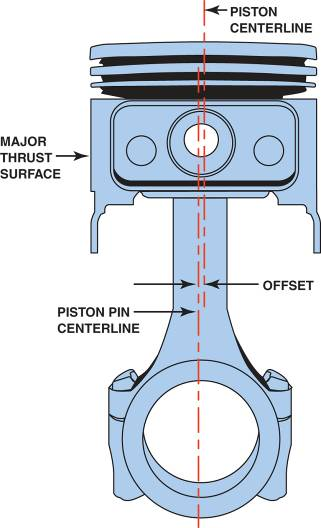 PISTON
CENTERLINE
MAJOR
THRUST
SURFACE
OFFSET
PISTON PIN
CENTERLINE